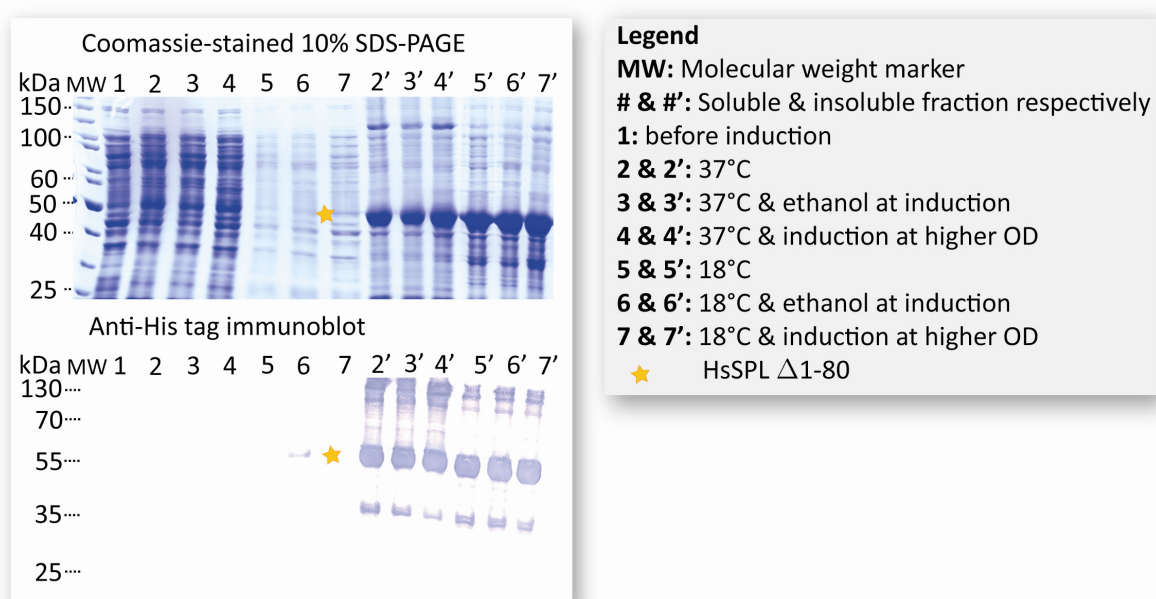 Coomassie-stained 10% SDS-PAGE
kDa MW 1 2 3 4 5 6 7 2’ 3’ 4’ 5’ 6’ 7’
150
100
60
50
40
25
Anti-His tag immunoblot
kDa MW 1 2 3 4 5 6 7 2’ 3’ 4’ 5’ 6’ 7’
130
70
55
35
25
Legend
MW: Molecular weight marker
# & #’: Soluble & insoluble fraction respectively
1: before induction
2 & 2’: 37°C
3 & 3’: 37°C & ethanol at induction
4 & 4’: 37°C & induction at higher OD
5 & 5’: 18°C
6 & 6’: 18°C & ethanol at induction
7 & 7’: 18°C & induction at higher OD
HsSPL Δ1-80